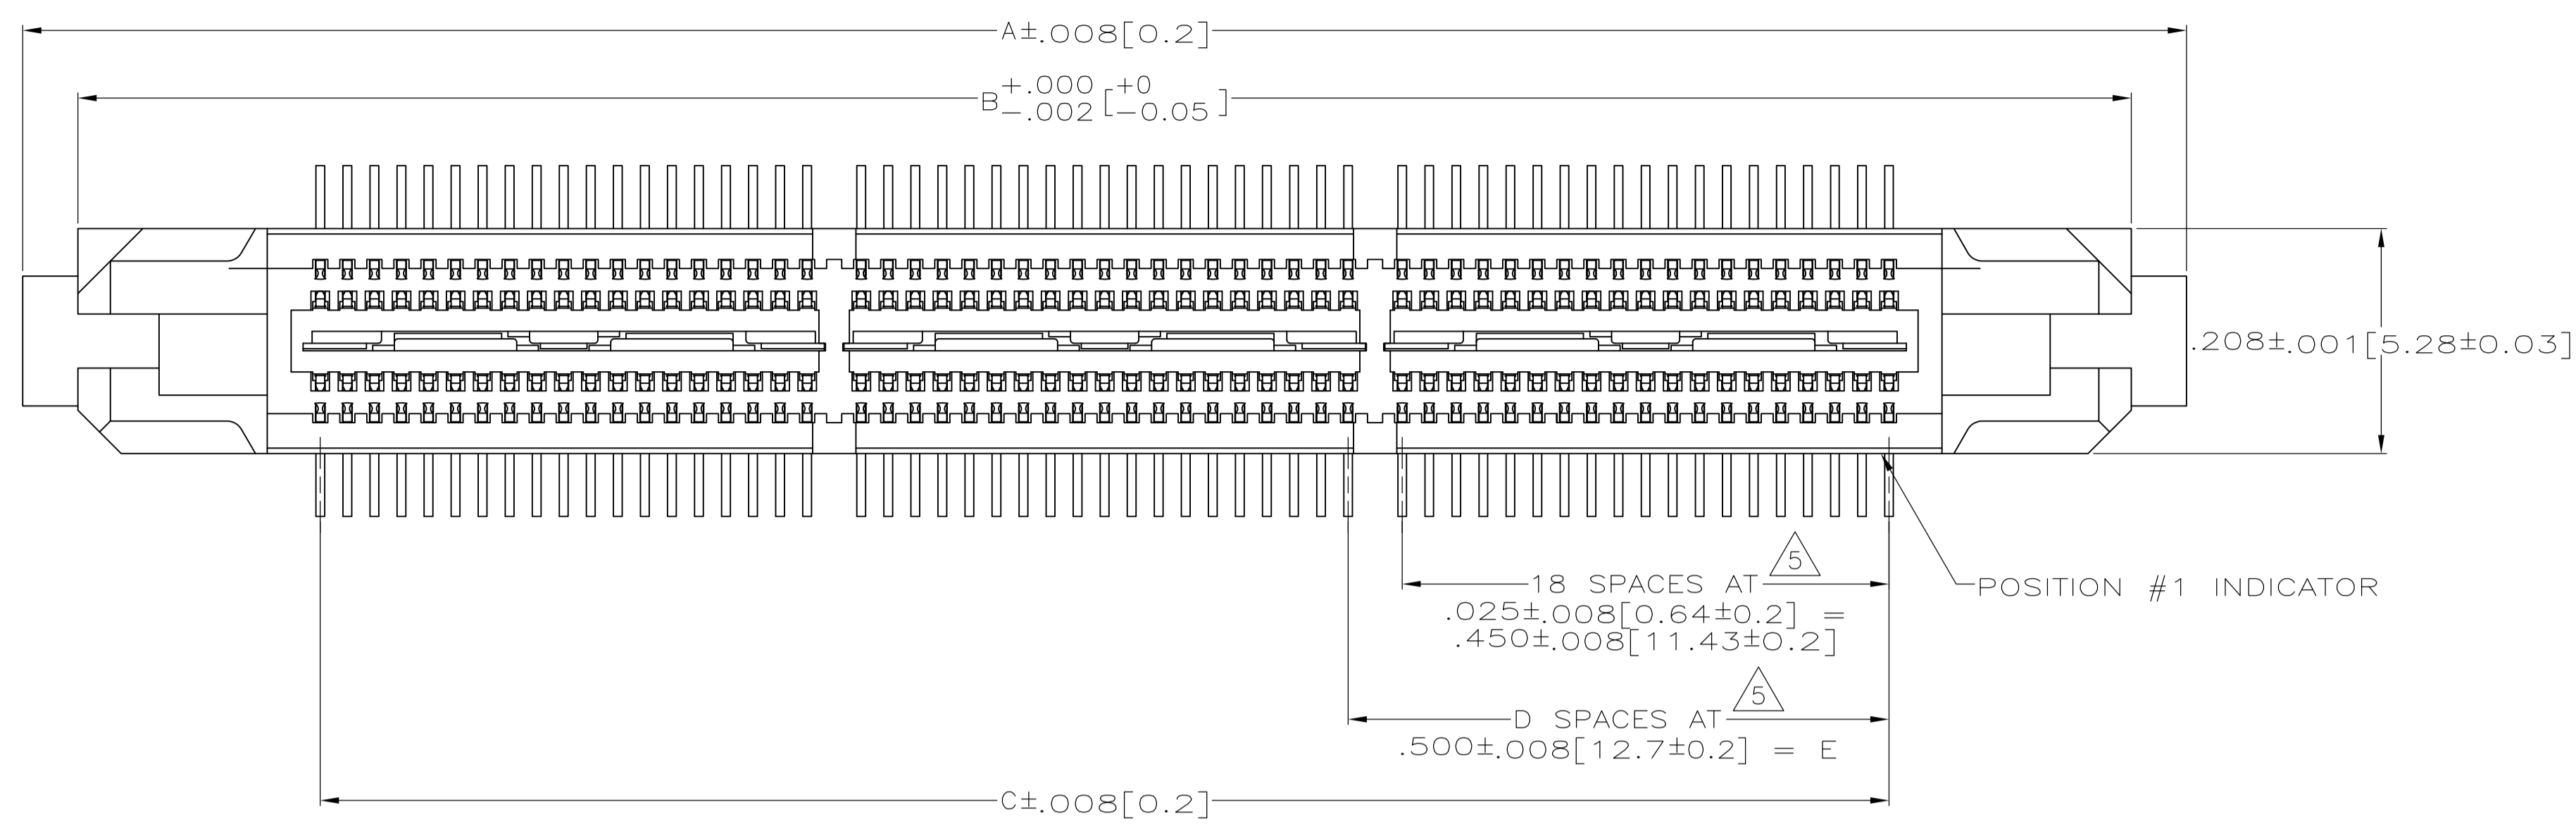 A±.008[0.2]
B +.000 -.002 [ +0 -0.05 ]
.208±.001[5.28±0.03]
5
18 SPACES AT
.025±.008[0.64±0.2] =
.450±.008[11.43±0.2]
POSITION #1 INDICATOR
5
D SPACES AT
.500±.008[12.7±0.2] = E
C±.008[0.2]